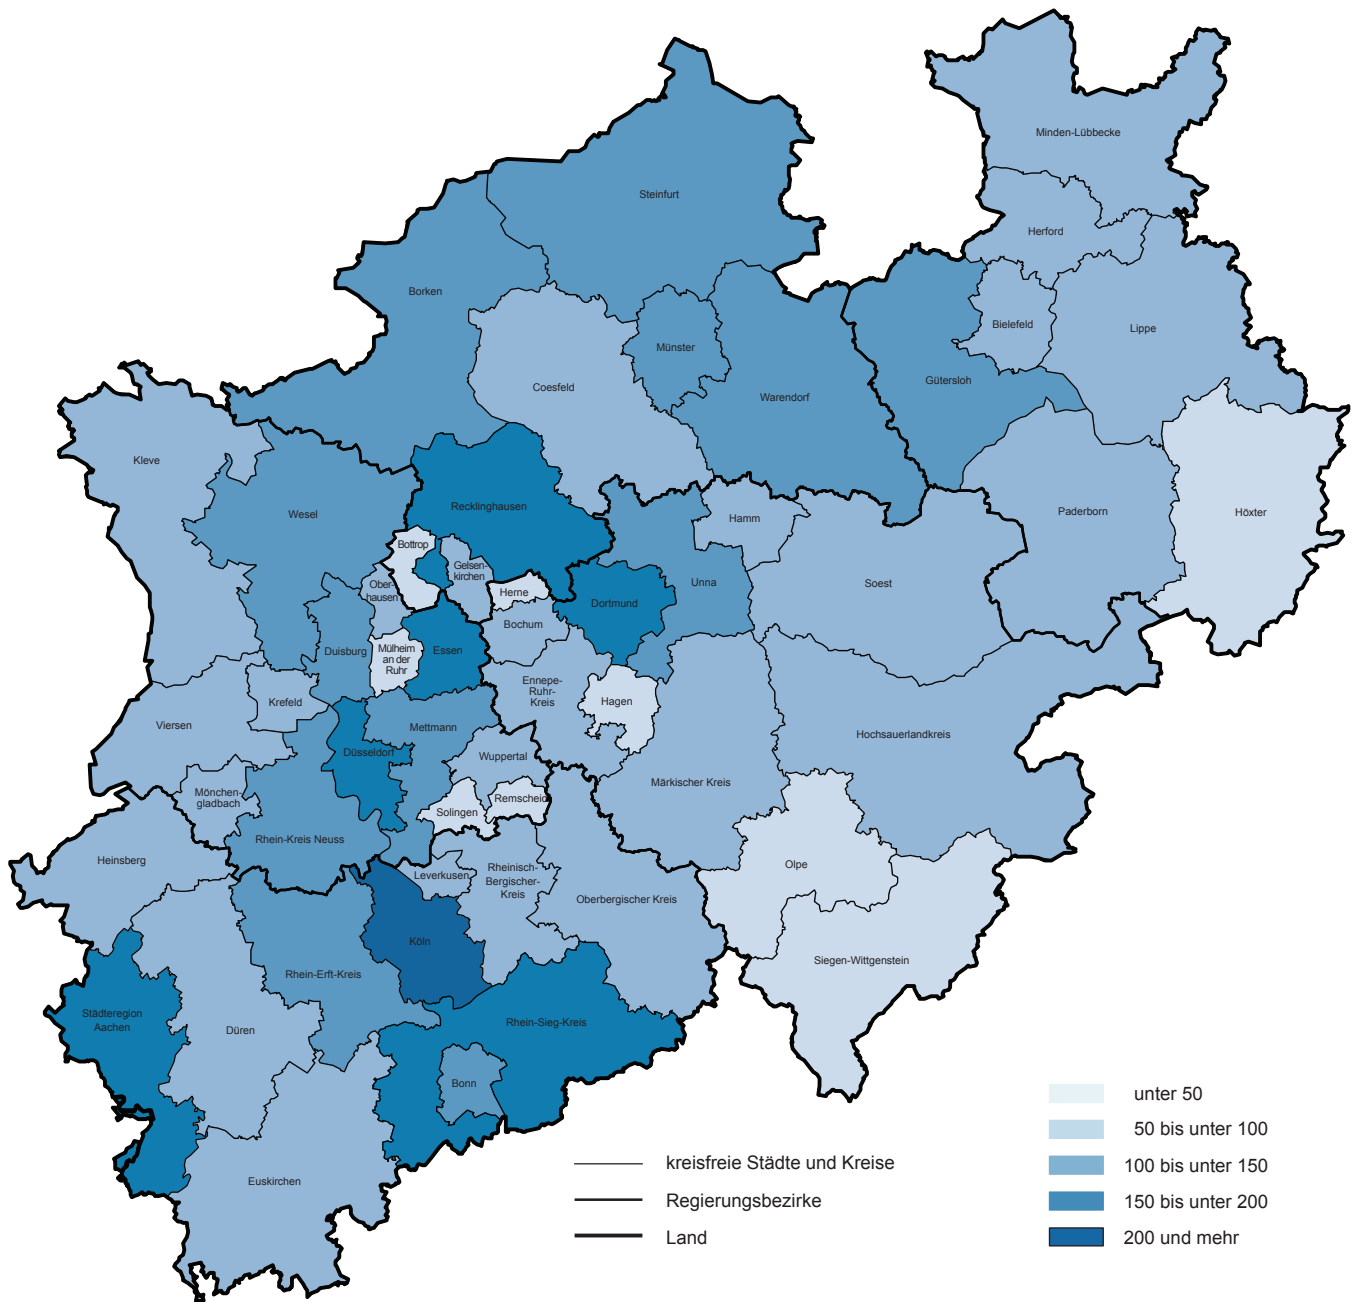 Minden-Lübbecke
Steinfurt
Herford
Borken
Bielefeld
Lippe
Münster
Coesfeld
Gütersloh
Warendorf
Kleve
Recklinghausen
Wesel
Hamm
Paderborn
Höxter
Bottrop
Gelsen-
kirchen
Ober-
hausen
Herne
Unna
Soest
Dortmund
Bochum
Duisburg
Mülheim
an der
Ruhr
Essen
Ennepe-
Ruhr-
Kreis
Hagen
Krefeld
Viersen
Mettmann
Hochsauerlandkreis
Düsseldorf
Wuppertal
Märkischer Kreis
Mönchen-
gladbach
Remscheid
Solingen
Rhein-Kreis Neuss
Heinsberg
Olpe
Leverkusen
Rheinisch-
Bergischer-
Kreis
Oberbergischer Kreis
Köln
Siegen-Wittgenstein
Rhein-Erft-Kreis
Städteregion
Aachen
Düren
Rhein-Sieg-Kreis
Bonn
Euskirchen
kreisfreie Städte und Kreise
Regierungsbezirke
Land
unter 50
50 bis unter 100
100 bis unter 150
150 bis unter 200
200 und mehr